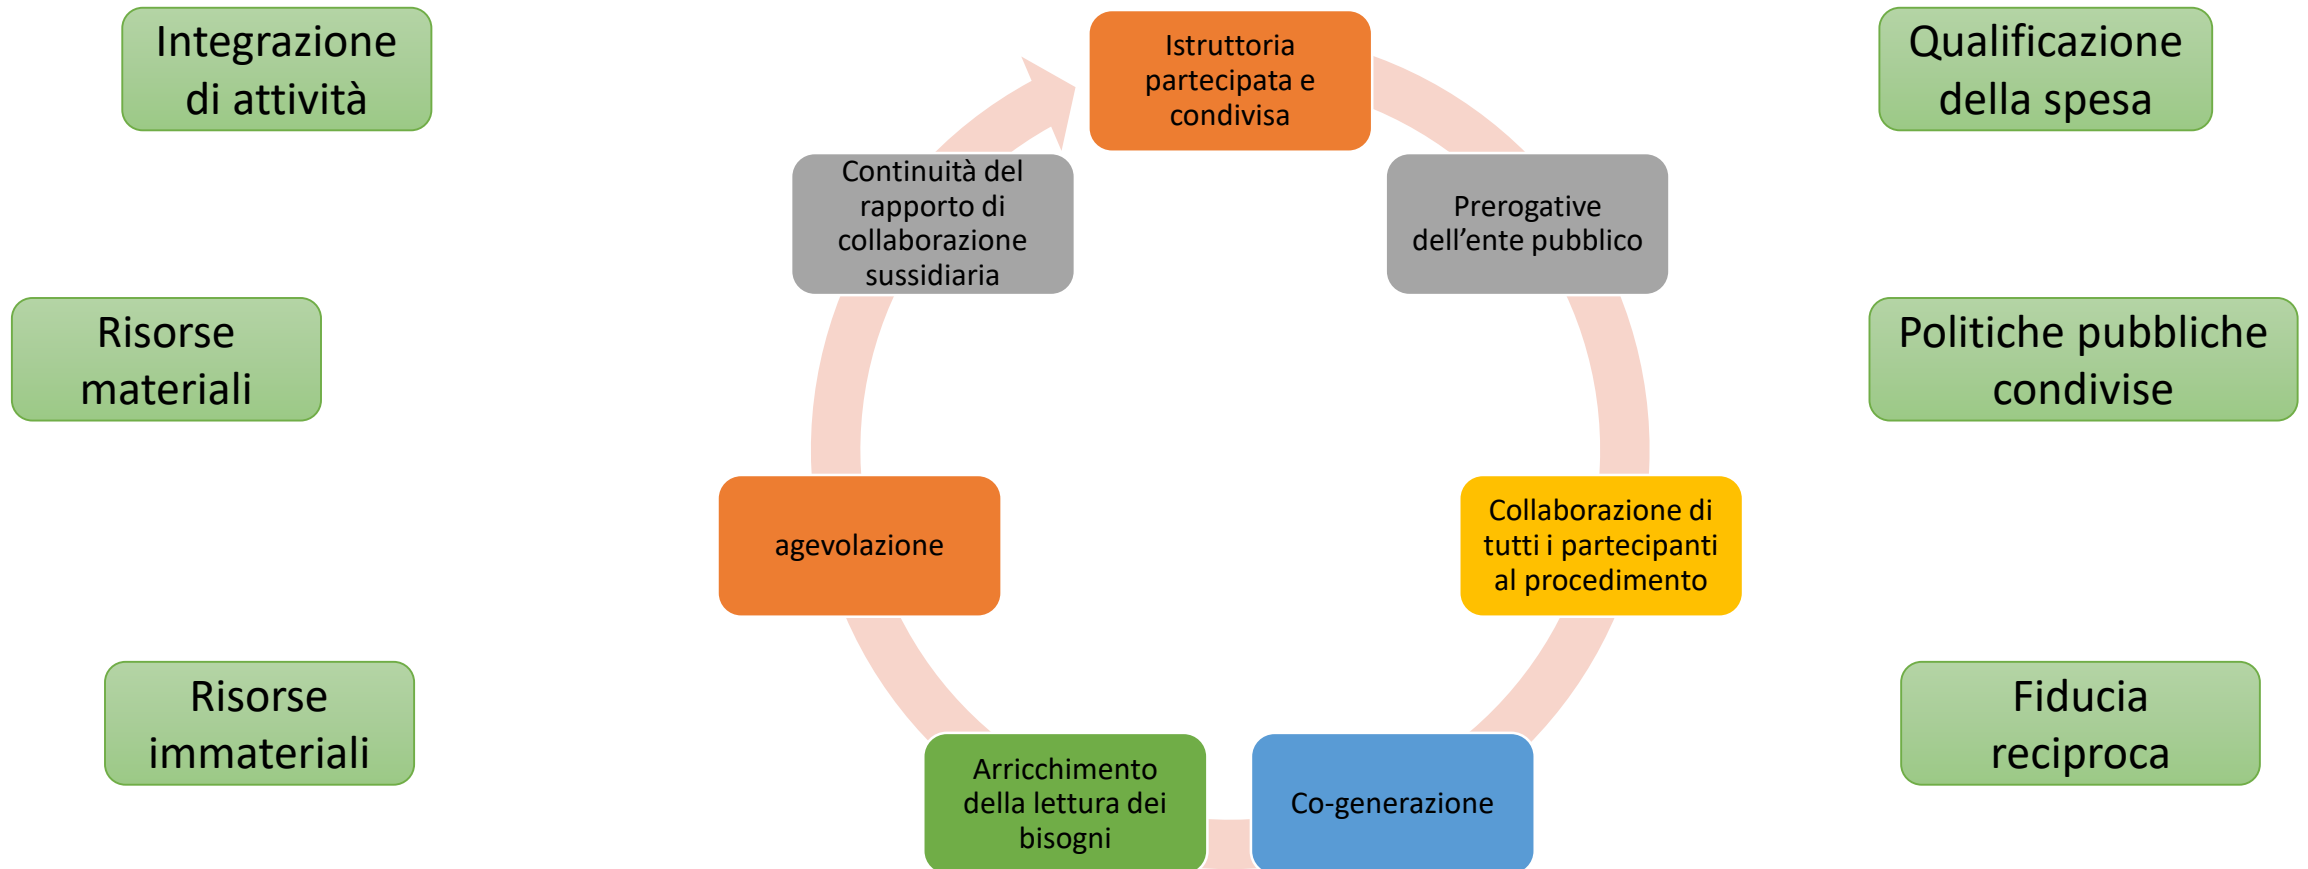 Integrazione
di attività
Risorse
materiali
Risorse
immateriali
Istruttoria
partecipata e
condivisa
Prerogative
dell’ente pubblico
Collaborazione di
tutti i partecipanti
al procedimento
Co-generazione
Arricchimento
della lettura dei
bisogni
agevolazione
Continuità del
rapporto di
collaborazione
sussidiaria
Qualificazione
della spesa
Politiche pubbliche
condivise
Fiducia
reciproca